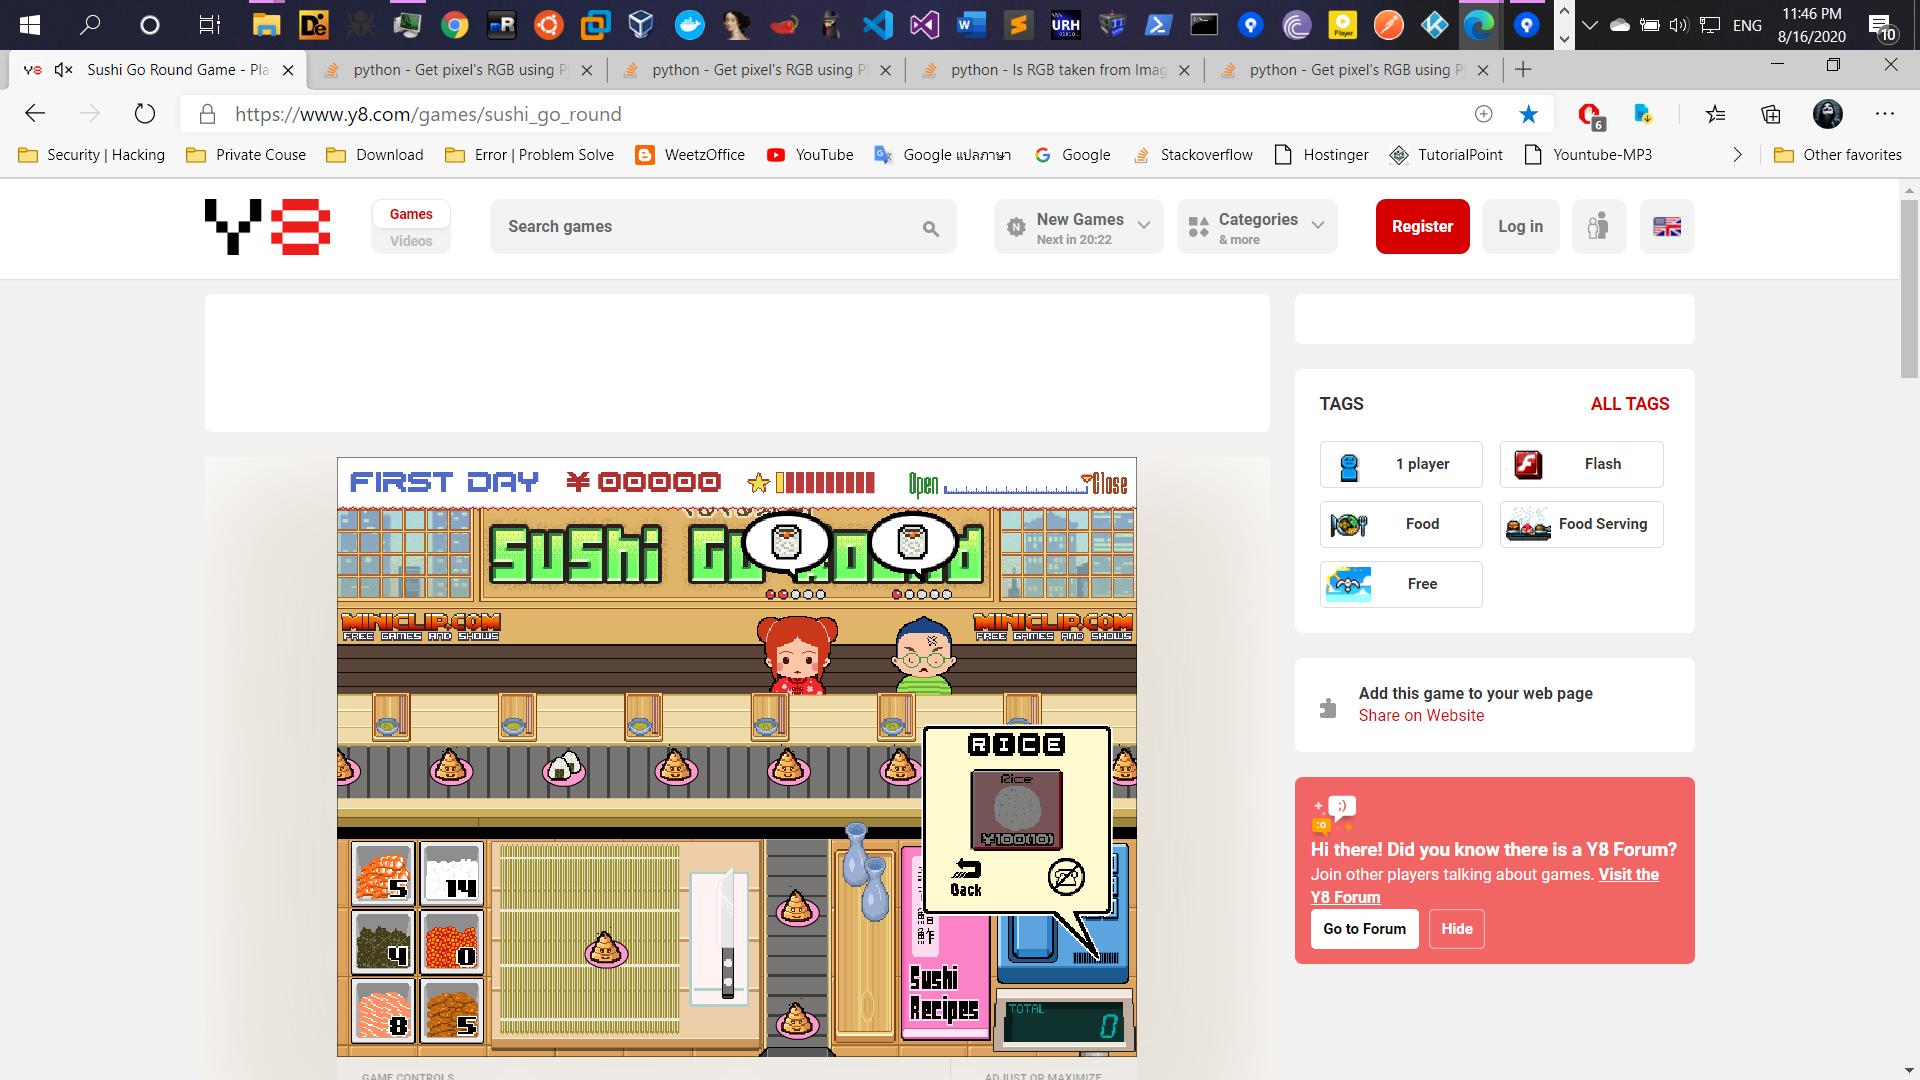 ENG
11:46 PM
8/16/2020
10
Sushi Go Round Game - Pla
python - Get pixel's RGB using P
python - Get pixel's RGB using P
python - Is RGB taken from Imag
python - Get pixel's RGB using P
https://www.y8.com/games/sushi_go_round
6
Security | Hacking
Private Couse
Download
Error | Problem Solve
WeetzOffice
YouTube
Google แปลภาษา
Google
Stackoverflow
Hostinger
TutorialPoint
Yountube-MP3
Other favorites
Y8
Games
Videos
Search games
New Games
Next in 20:22
Categories
& more
Register
Log in
TAGS
ALL TAGS
1 player
Flash
Food
Food Serving
Free
FIRST DAY
¥ 00000
Open
Close
SuShi
MINICLIP.COM
FREE GAMES AND SHOWS
MINICLIP.COM
FREE GAMES AND SHOWS
RICE
Rice
¥100(10)
Back
5
14
4
0
8
5
Sushi
Recipes
TOTAL
0
Add this game to your web page
Share on Website
Hi there! Did you know there is a Y8 Forum?
Join other players talking about games. Visit the
Y8 Forum
Go to Forum
Hide
GAME CONTROLS
ADJUST OR MAXIMIZE